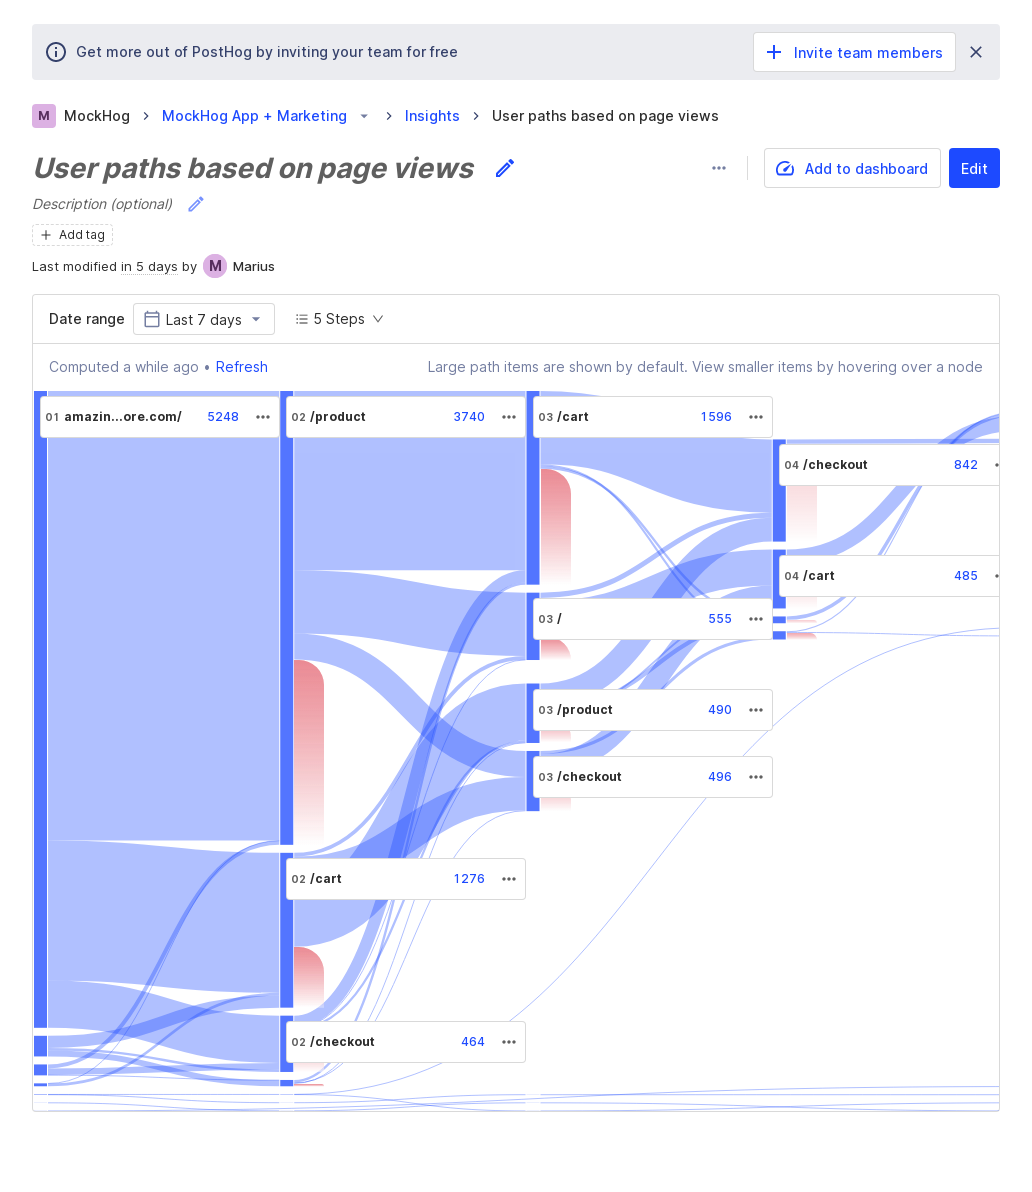 Get more out of PostHog by inviting your team for free
Invite team members
M MockHog MockHog App + Marketing Insights User paths based on page views
User paths based on page views
Add to dashboard
Edit
Description (optional)
Add tag
Last modified in 5 days by M Marius
Date range Last 7 days 5 Steps
Computed a while ago • Refresh
Large path items are shown by default. View smaller items by hovering over a node
01 amazin...ore.com/ 5248
02 /product 3740
03 /cart 1596
04 /checkout 842
04 /cart 485
03 / 555
03 /product 490
03 /checkout 496
02 /cart 1276
02 /checkout 464